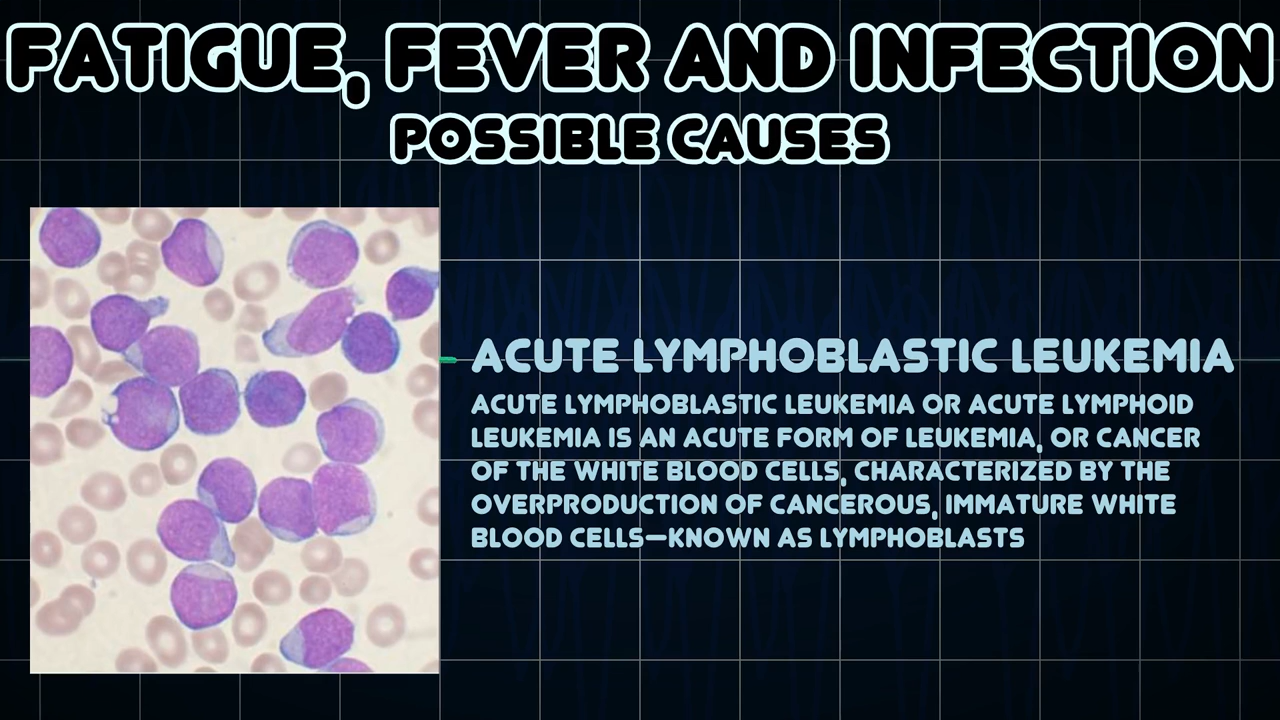 FATIGUE, FEVER AND INFECTION
POSSIBLE CAUSES
ACUTE LYMPHOBLASTIC LEUKEMIA
ACUTE LYMPHOBLASTIC LEUKEMIA OR ACUTE LYMPHOID
LEUKEMIA IS AN ACUTE FORM OF LEUKEMIA, OR CANCER
OF THE WHITE BLOOD CELLS, CHARACTERIZED BY THE
OVERPRODUCTION OF CANCEROUS, IMMATURE WHITE
BLOOD CELLS—KNOWN AS LYMPHOBLASTS